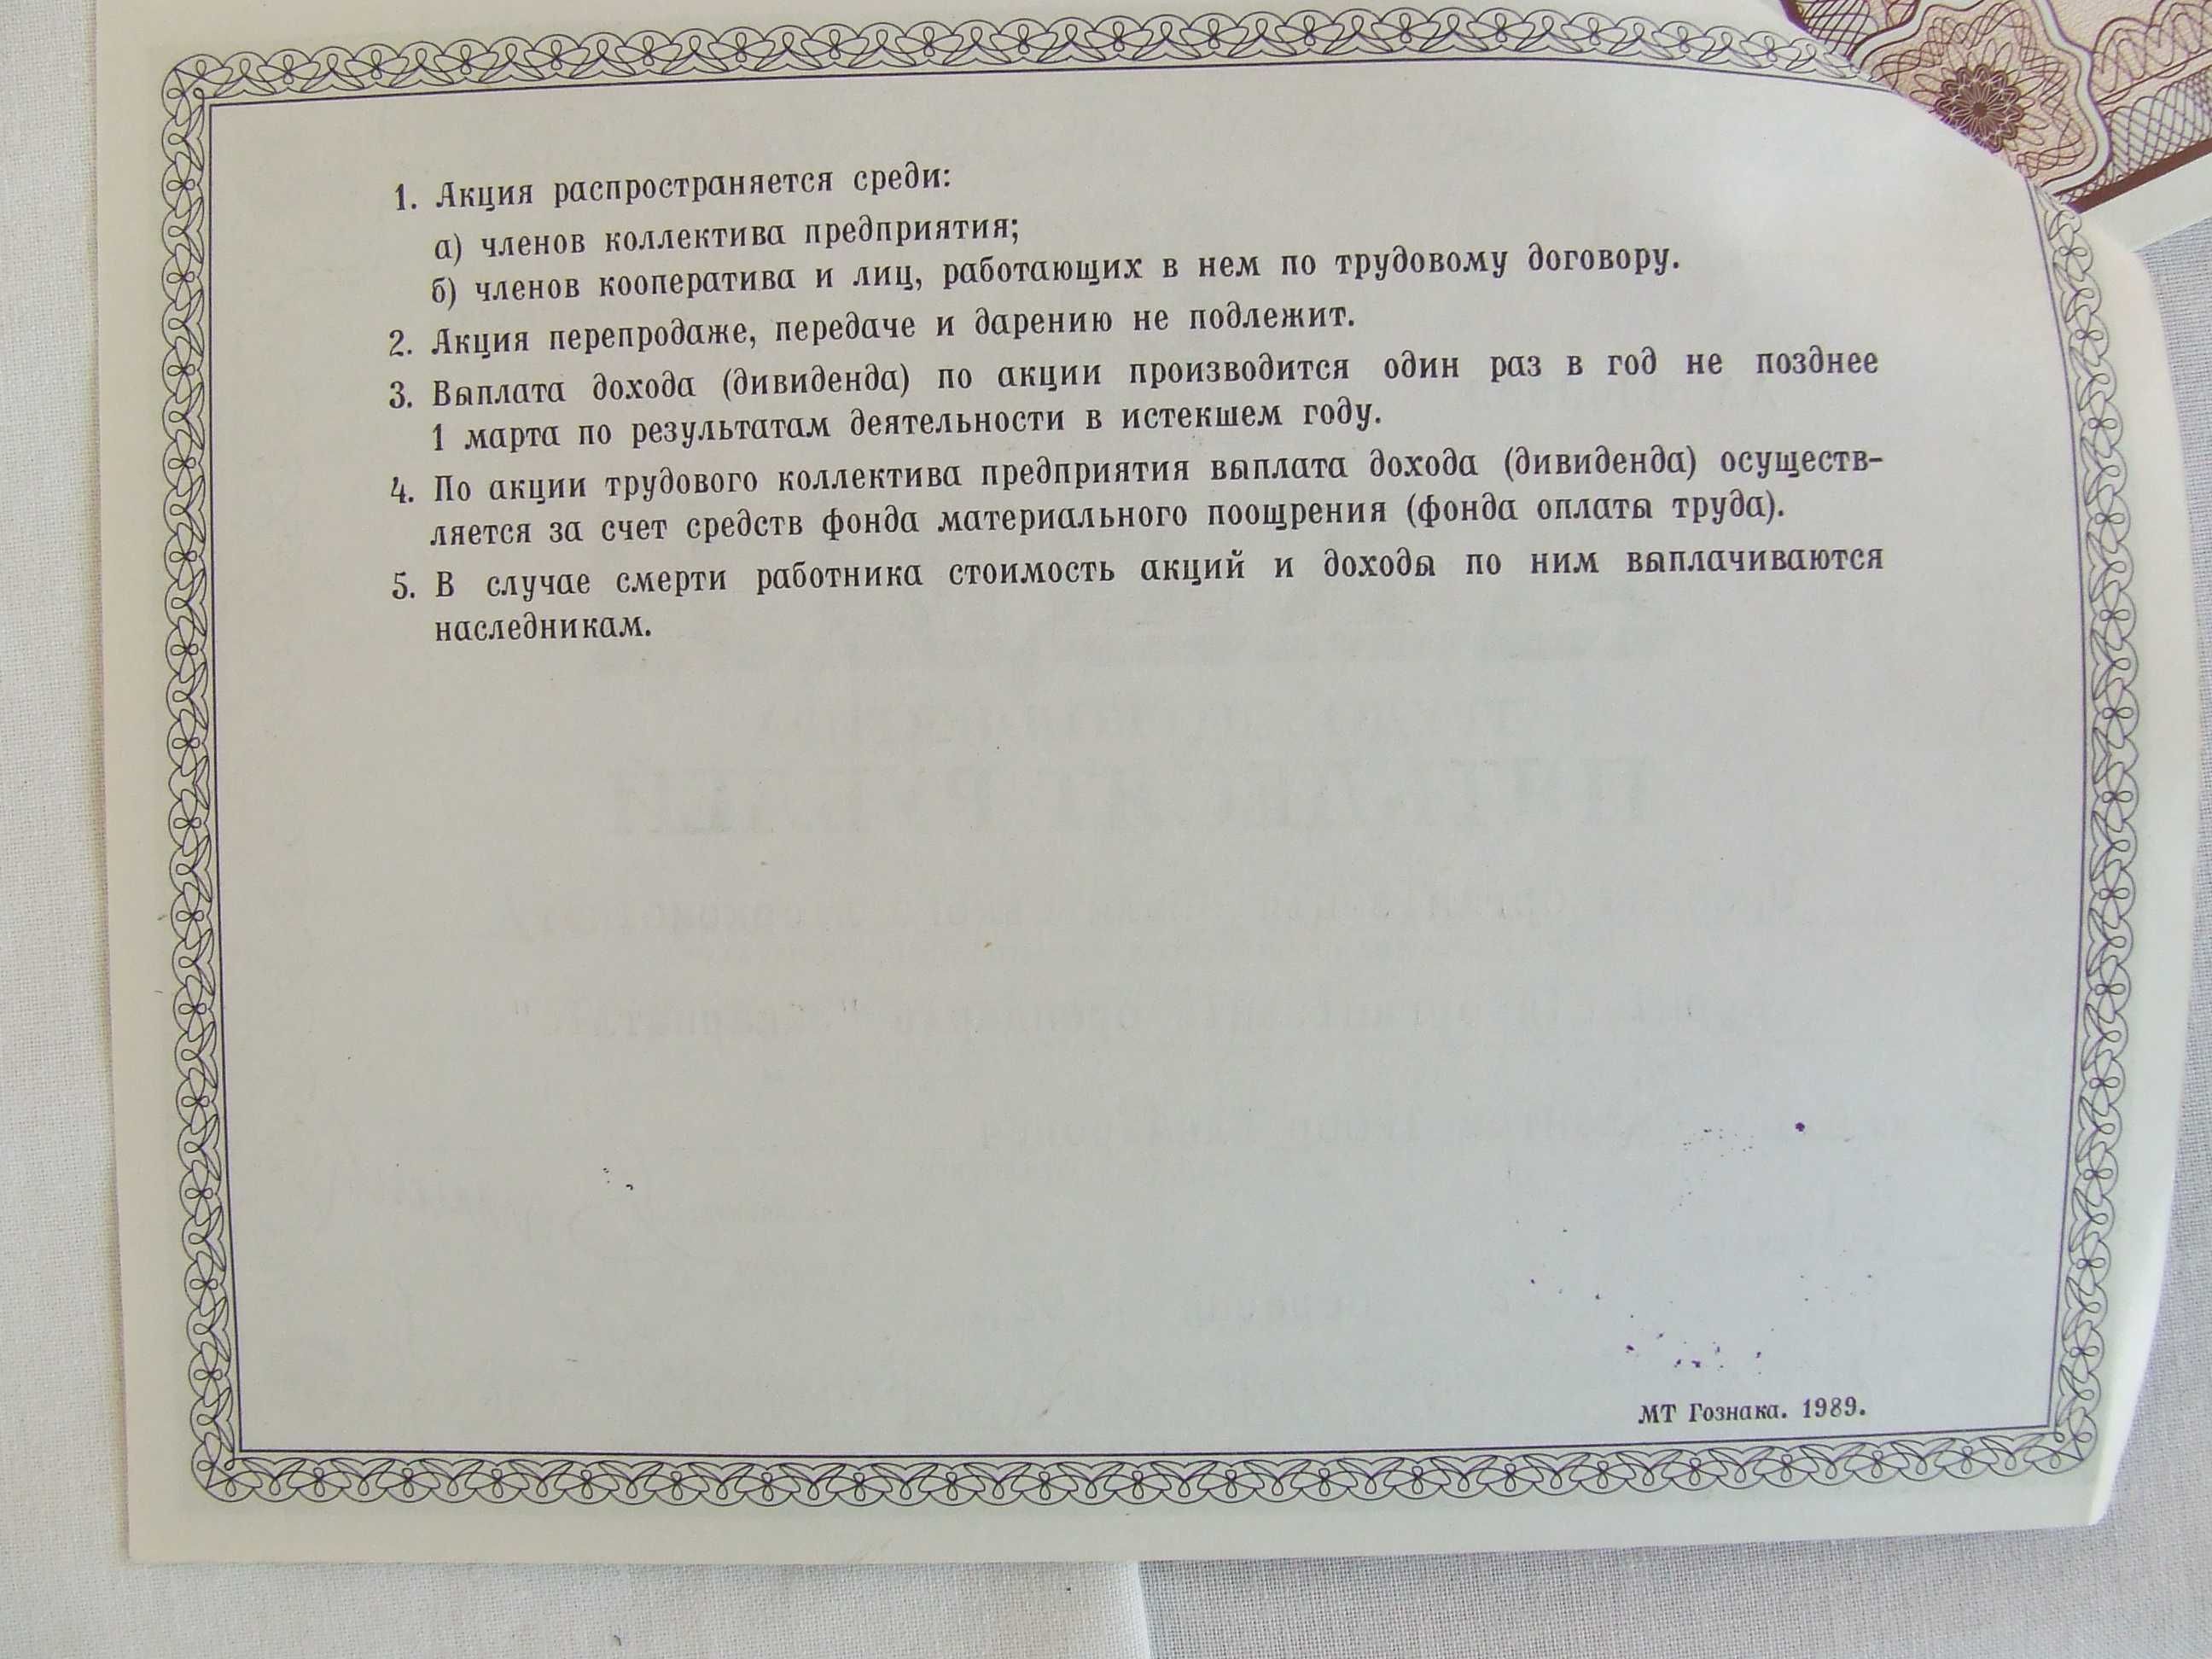 1. Акция распространяется среди:
а) членов коллектива предприятия;
б) членов кооператива и лиц, работающих в нем по трудовому договору.
2. Акция перепродаже, передаче и дарению не подлежит.
3. Выплата дохода (дивиденда) по акции производится один раз в год не позднее
1 марта по результатам деятельности в истекшем году.
4. По акции трудового коллектива предприятия выплата дохода (дивиденда) осуществ-
ляется за счет средств фонда материального поощрения (фонда оплаты труда).
5. В случае смерти работника стоимость акций и доходы по ним выплачиваются
наследникам.
МТ Гознака. 1989.